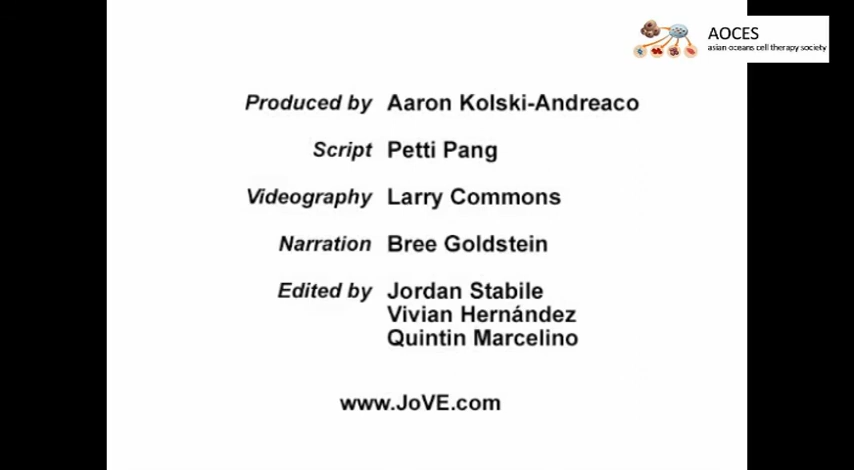 AOCES
asian oceans cell therapy society
Produced by Aaron Kolski-Andreaco
Script Petti Pang
Videography Larry Commons
Narration Bree Goldstein
Edited by Jordan Stabile
Vivian Hernández
Quintin Marcelino
www.JoVE.com